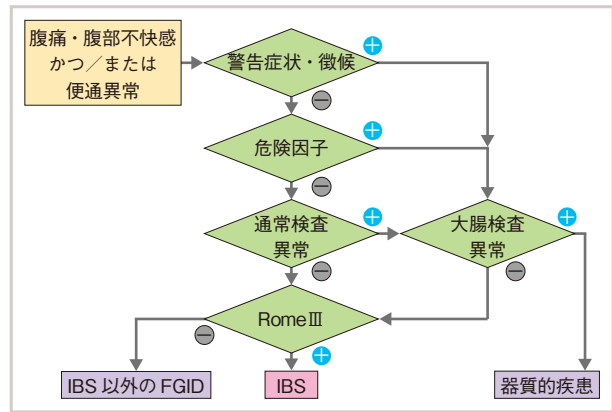 腹痛・腹部不快感
かつ／または
便通異常
警告症状・徴候
+
−
危険因子
+
−
通常検査
異常
+
−
大腸検査
異常
+
−
RomeⅢ
−
+
IBS 以外の FGID
IBS
器質的疾患